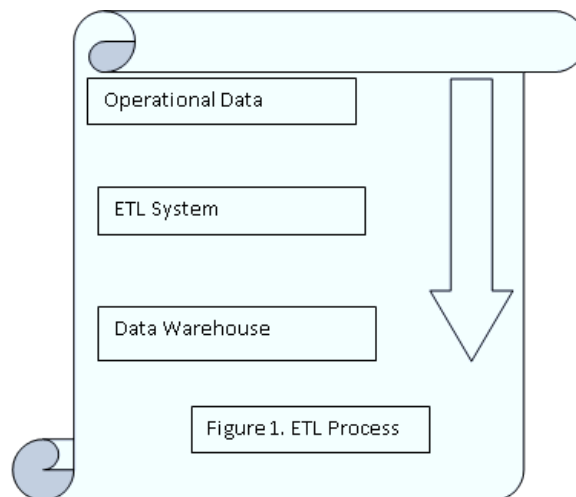 Operational Data
ETL System
Data Warehouse
Figure 1. ETL Process